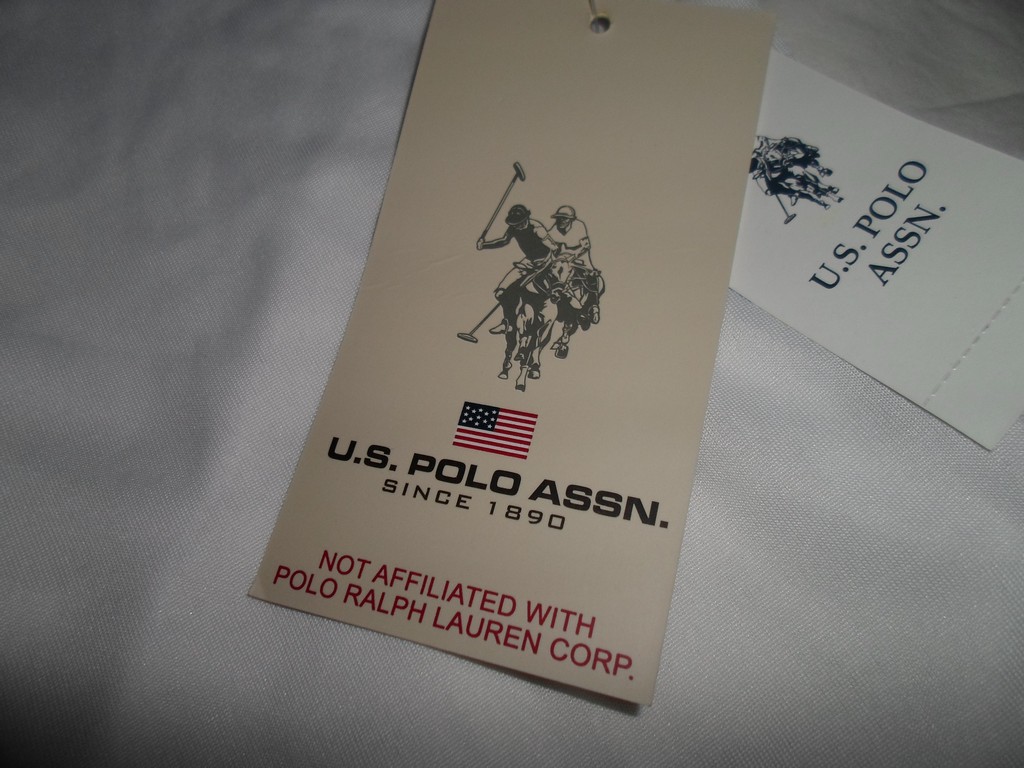 U.S. POLO ASSN.
SINCE 1890
NOT AFFILIATED WITH
POLO RALPH LAUREN CORP.
U.S. POLO
ASSN.